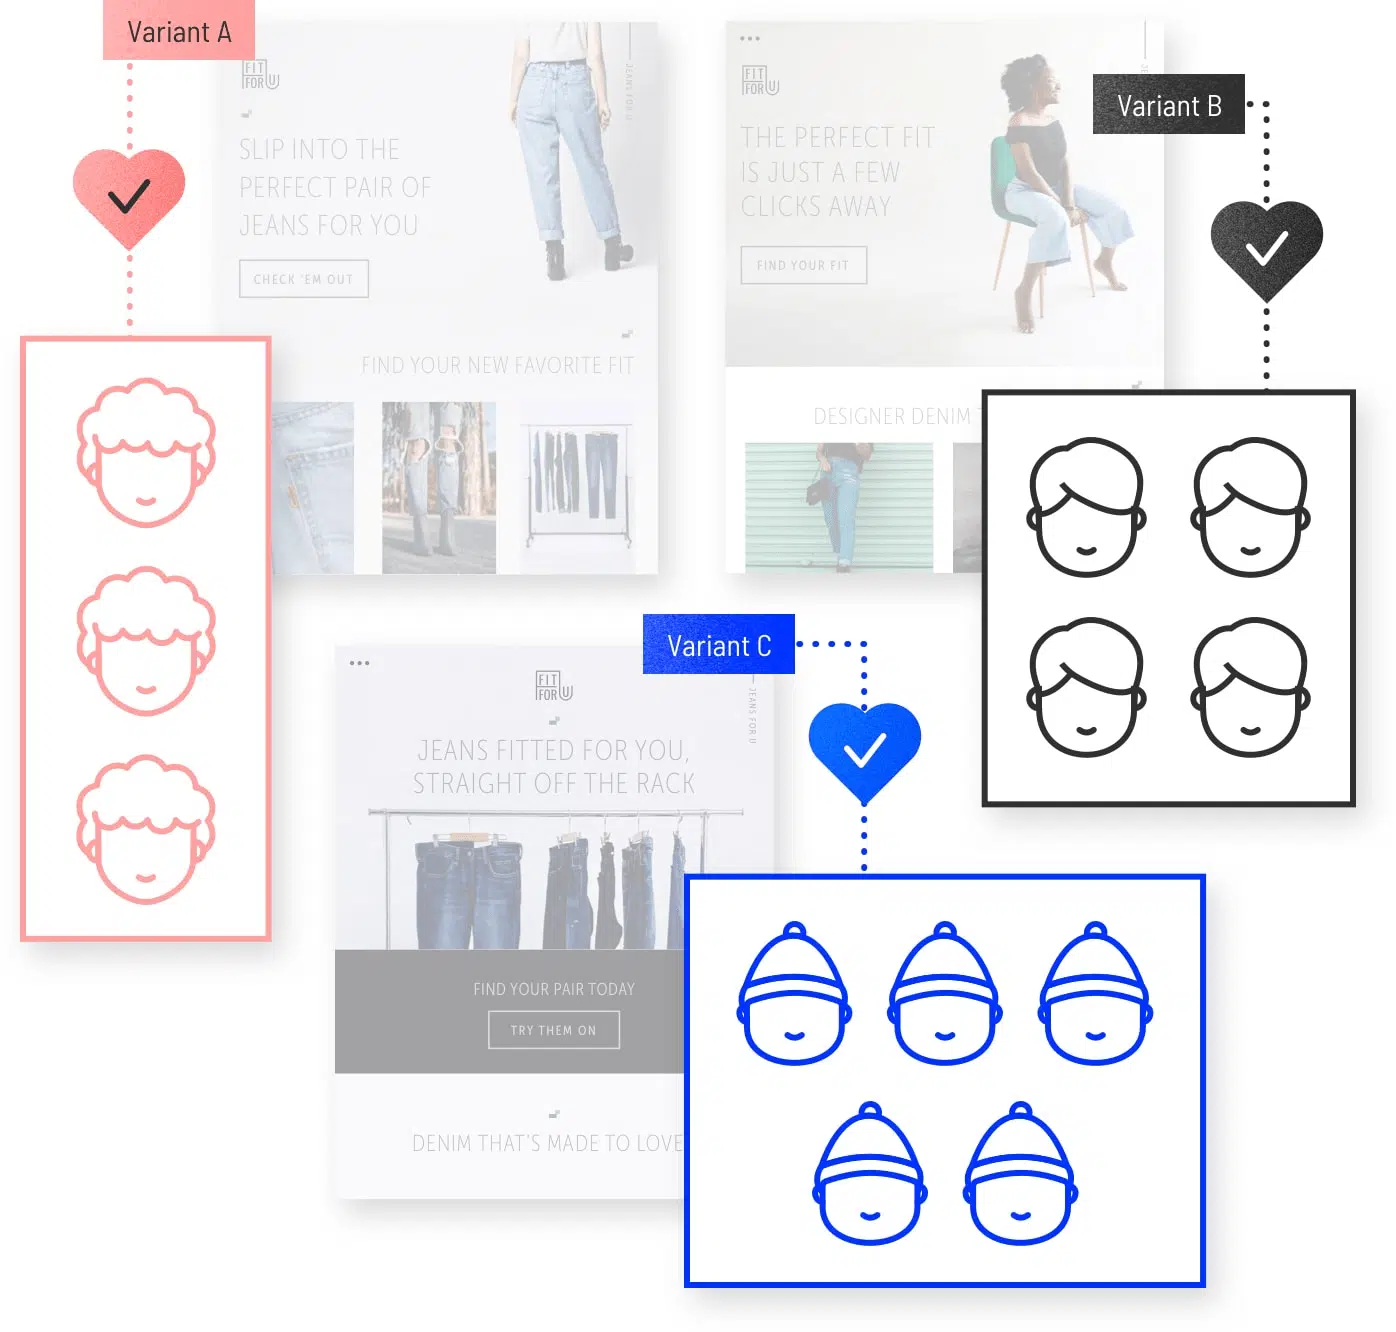 Variant A
FIT
FOR U
JEANS FOR U
SLIP INTO THE
PERFECT PAIR OF
JEANS FOR YOU
CHECK 'EM OUT
FIND YOUR NEW FAVORITE FIT
Variant B
FIT
FOR U
THE PERFECT FIT
IS JUST A FEW
CLICKS AWAY
FIND YOUR FIT
DESIGNER DENIM
Variant C
FIT
FOR U
JEANS FOR U
JEANS FITTED FOR YOU,
STRAIGHT OFF THE RACK
FIND YOUR PAIR TODAY
TRY THEM ON
DENIM THAT'S MADE TO LOVE